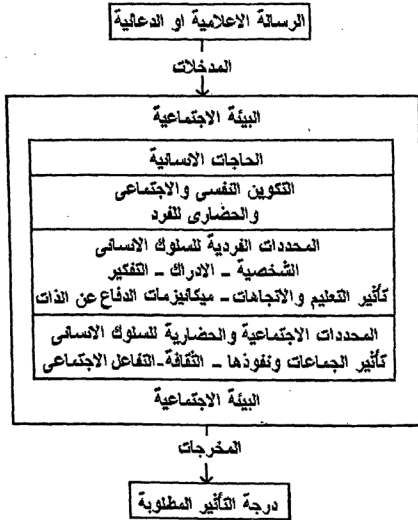 الرسالة الاعلامية او الدعائية
المدخلات
البيئة الاجتماعية
الحاجات الانسانية
التكوين النفسى والاجتماعى
والحضارى للفرد
المحددات الفردية للسلوك الانسانى
الشخصية ـ الادراك ـ التفكير
تأثير التعليم والاتجاهات ـ ميكانيزمات الدفاع عن الذات
المحددات الاجتماعية والحضارية للسلوك الانسانى
تأثير الجماعات ونفوذها ـ الثقافة-التفاعل الاجتماعى
البيئة الاجتماعية
المخرجات
درجة التأثير المطلوبة